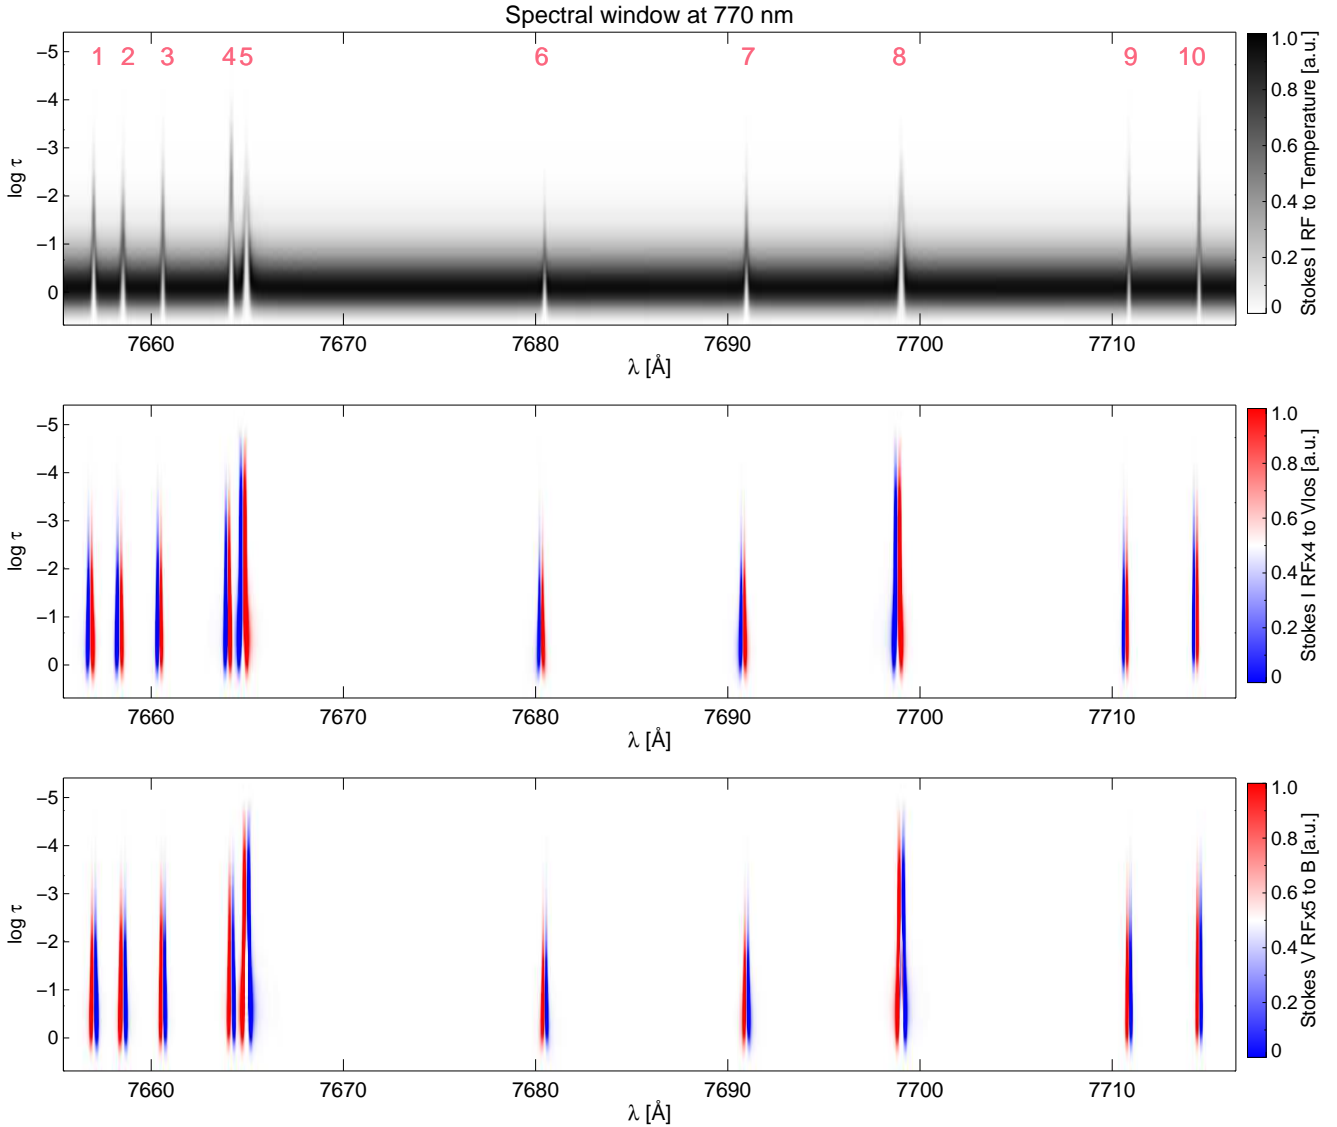 Spectral window at 770 nm
1 2 3 4 5 6 7 8 9 10
−5
−4
−3
−2
−1
0
log τ
7660 7670 7680 7690 7700 7710
λ [Å]
1.0
0.8
0.6
0.4
0.2
0
Stokes I RF to Temperature [a.u.]
−5
−4
−3
−2
−1
0
log τ
7660 7670 7680 7690 7700 7710
λ [Å]
1.0
0.8
0.6
0.4
0.2
0
Stokes I RFx4 to Vlos [a.u.]
−5
−4
−3
−2
−1
0
log τ
7660 7670 7680 7690 7700 7710
λ [Å]
1.0
0.8
0.6
0.4
0.2
0
Stokes V RFx5 to B [a.u.]